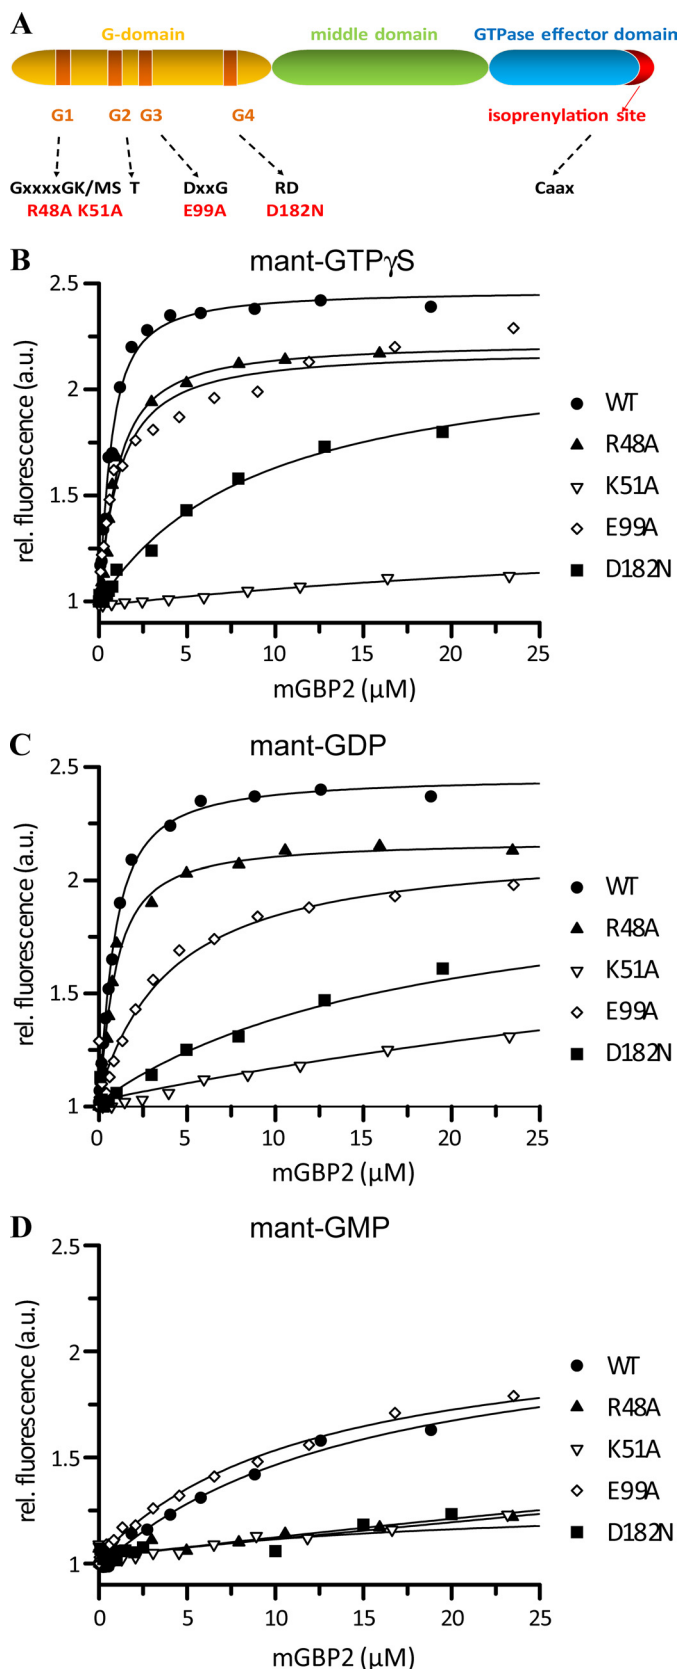 A
G-domain middle domain GTPase effector domain
G1 G2 G3 G4 isoprenylation site
GxxxxGK/MS T DxxG RD Caax
R48A K51A E99A D182N
B
mant-GTPγS
2.5
2
1.5
1
rel. fluorescence (a.u.)
0 5 10 15 20 25
mGBP2 (µM)
WT
R48A
K51A
E99A
D182N
C
mant-GDP
2.5
2
1.5
1
rel. fluorescence (a.u.)
0 5 10 15 20 25
mGBP2 (µM)
WT
R48A
K51A
E99A
D182N
D
mant-GMP
2.5
2
1.5
1
rel. fluorescence (a.u.)
0 5 10 15 20 25
mGBP2 (µM)
WT
R48A
K51A
E99A
D182N